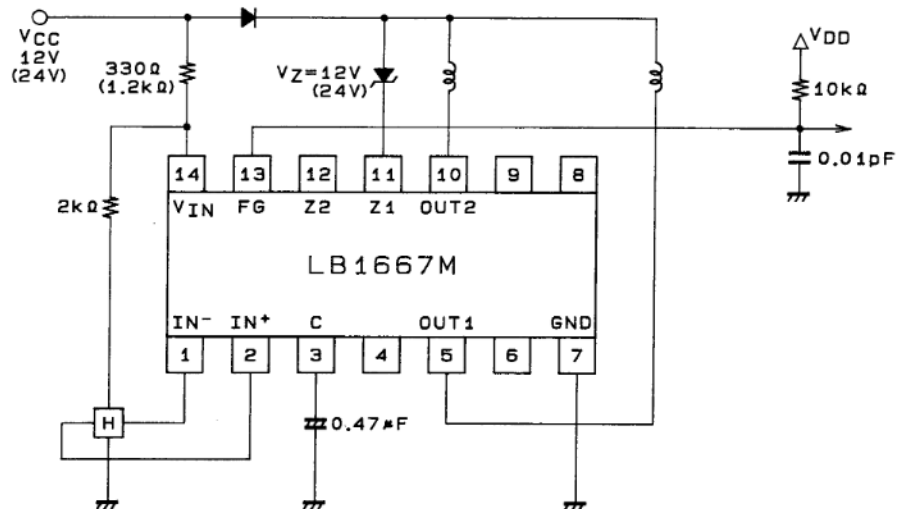 VCC
12V
(24V)
330Ω
(1.2kΩ)
VZ=12V
(24V)
VDD
10kΩ
0.01pF
2kΩ
14 13 12 11 10 9 8
VIN FG Z2 Z1 OUT2
LB1667M
IN- IN+ C OUT1 GND
1 2 3 4 5 6 7
H
0.47µF